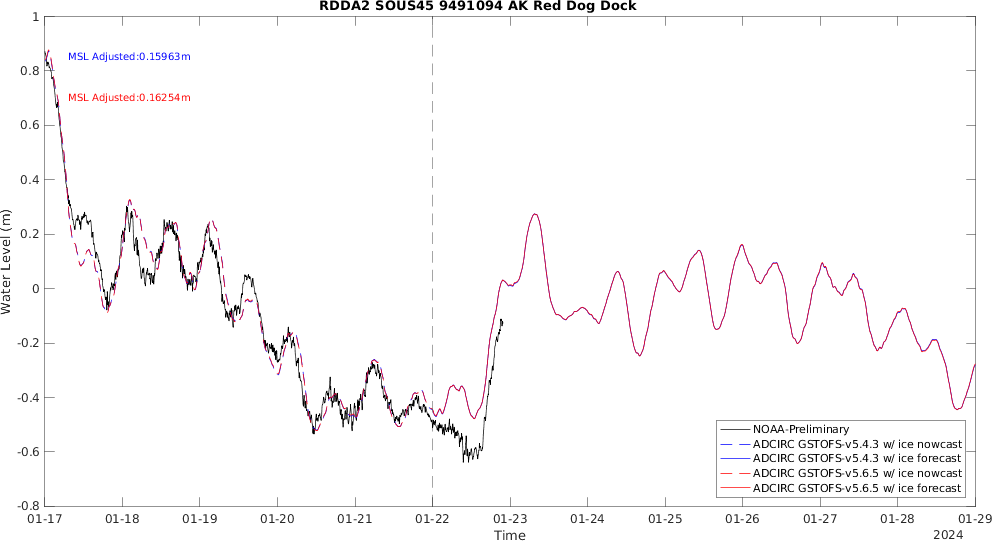 RDDA2 SOUS45 9491094 AK Red Dog Dock
MSL Adjusted:0.15963m
MSL Adjusted:0.16254m
Water Level (m)
1
0.8
0.6
0.4
0.2
0
-0.2
-0.4
-0.6
-0.8
NOAA-Preliminary
ADCIRC GSTOFS-v5.4.3 w/ ice nowcast
ADCIRC GSTOFS-v5.4.3 w/ ice forecast
ADCIRC GSTOFS-v5.6.5 w/ ice nowcast
ADCIRC GSTOFS-v5.6.5 w/ ice forecast
01-17 01-18 01-19 01-20 01-21 01-22 01-23 01-24 01-25 01-26 01-27 01-28 01-29
Time
2024